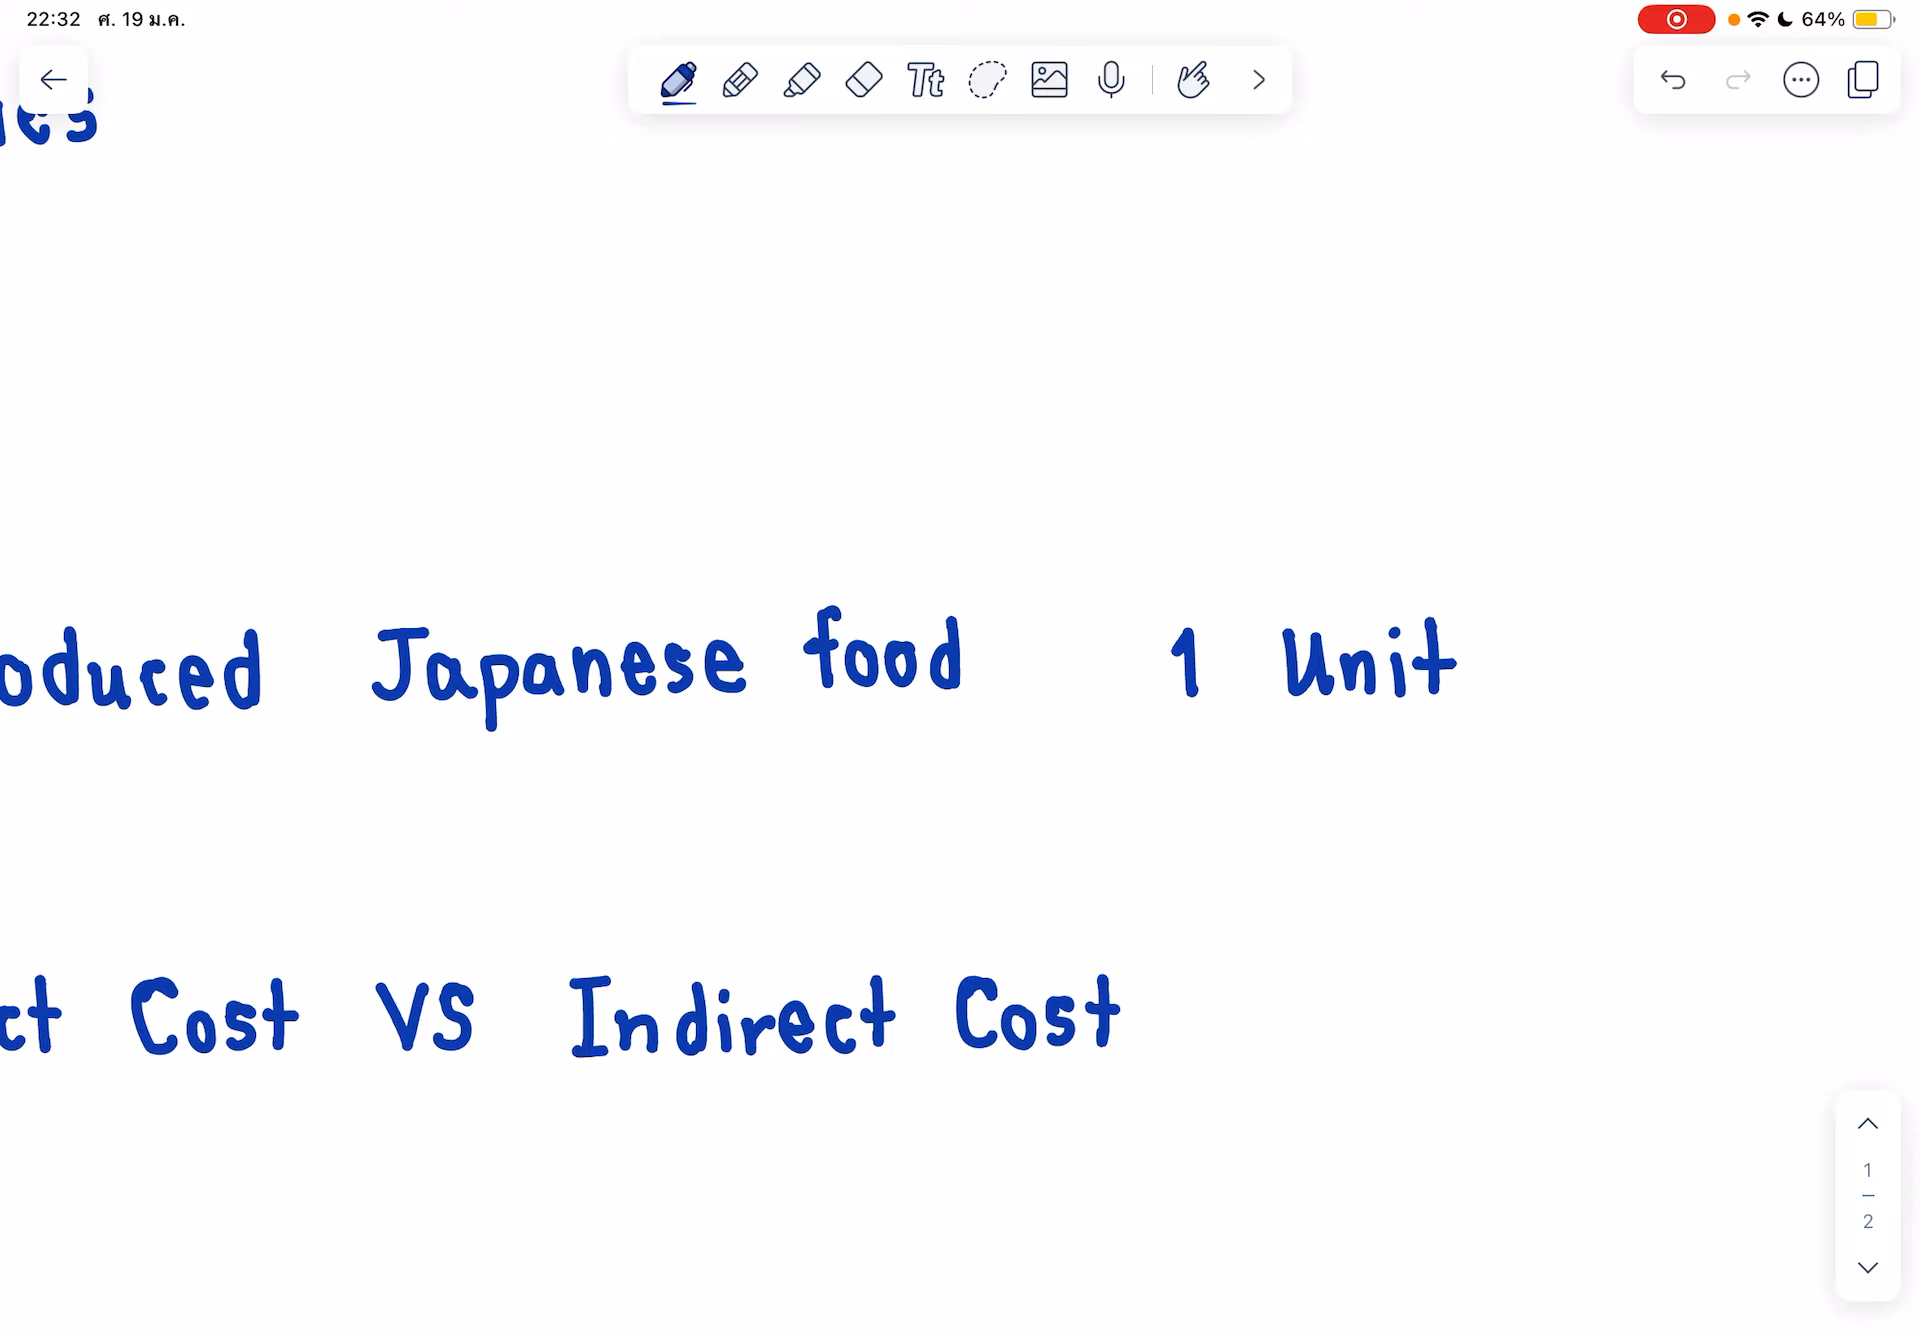 22:32 ศ. 19 ม.ค. 64%
Tt
oduced Japanese food 1 Unit
ct Cost VS Indirect Cost
1
2